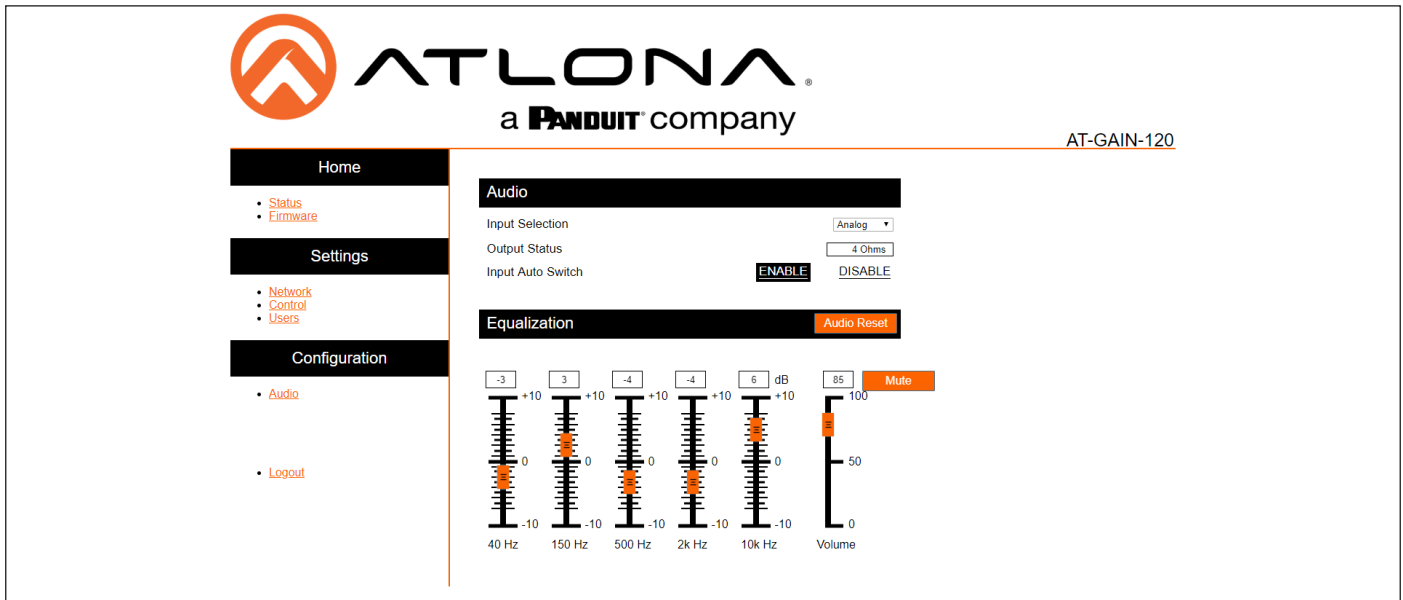 ATLONA®
a PANDUIT® company
AT-GAIN-120
Home
• Status
• Firmware
Settings
• Network
• Control
• Users
Configuration
• Audio
• Logout
Audio
Input Selection Analog
Output Status 4 Ohms
Input Auto Switch ENABLE DISABLE
Equalization Audio Reset
-3 3 -4 -4 6 dB 85 Mute
+10 +10 +10 +10 +10 100
0 0 0 0 0 50
-10 -10 -10 -10 -10 0
40 Hz 150 Hz 500 Hz 2k Hz 10k Hz Volume